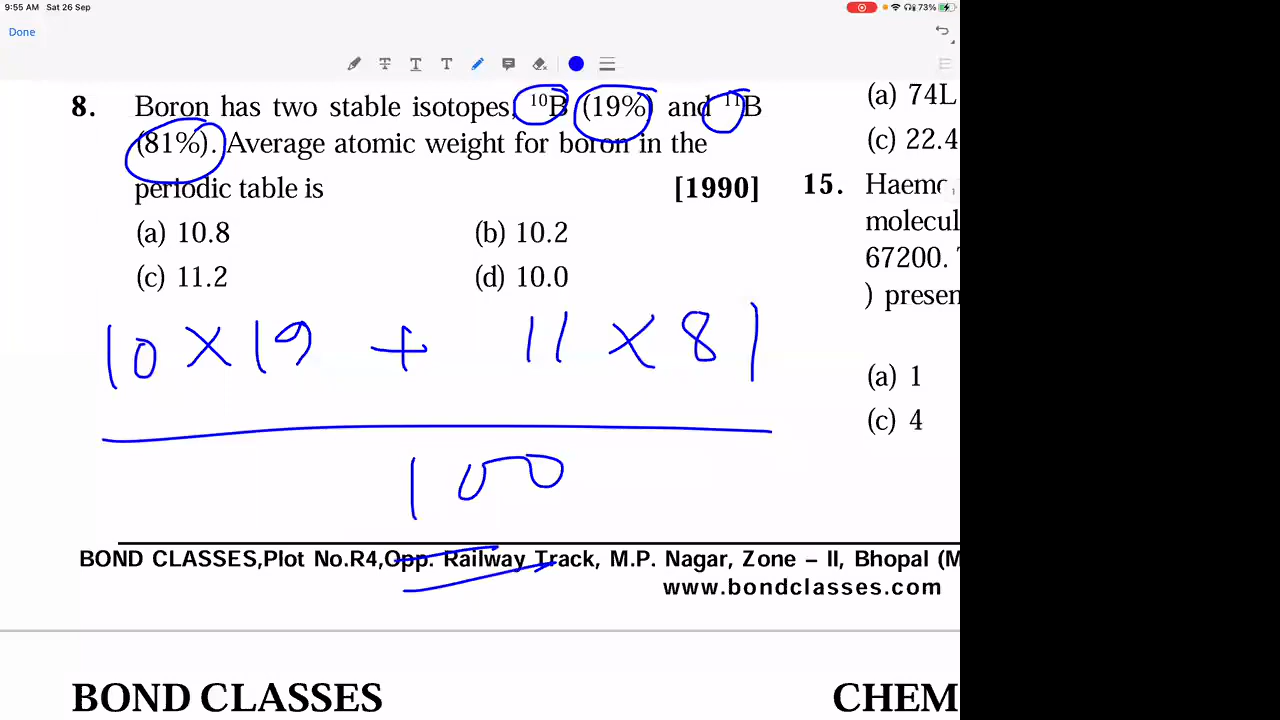 9:55 AM Sat 26 Sep
73%
Done
T T T
8. Boron has two stable isotopes, ¹⁰B (19%) and ¹¹B
(81%). Average atomic weight for boron in the
periodic table is [1990]
(a) 10.8 (b) 10.2
(c) 11.2 (d) 10.0
10 × 19 + 11 × 81
100
(a) 74L
(c) 22.4
15. Haemo
molecul
67200.
) presen
(a) 1
(c) 4
BOND CLASSES,Plot No.R4,Opp. Railway Track, M.P. Nagar, Zone – II, Bhopal (M
www.bondclasses.com
BOND CLASSES CHEM